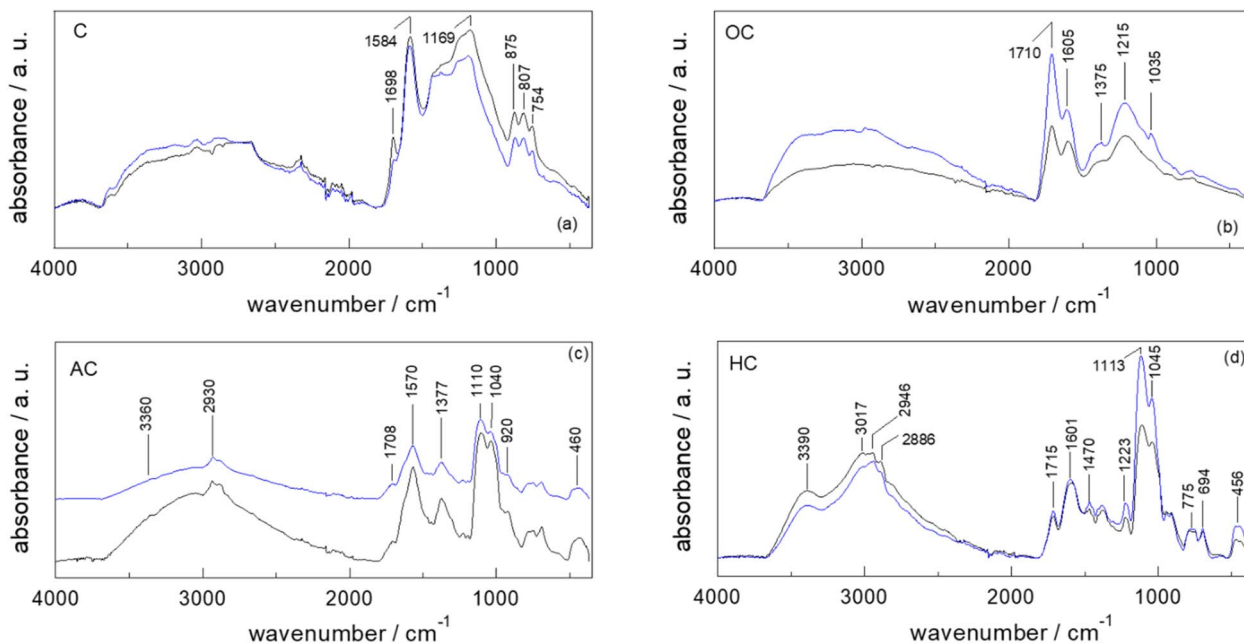 C
1584
1169
1698
875
807
754
absorbance / a. u.
(a)
4000 3000 2000 1000
wavenumber / cm⁻¹
OC
1710
1605
1375
1215
1035
absorbance / a. u.
(b)
4000 3000 2000 1000
wavenumber / cm⁻¹
AC
(c)
3360
2930
1708
1570
1377
1110
1040
920
460
absorbance / a. u.
4000 3000 2000 1000
wavenumber / cm⁻¹
HC
(d)
3390
3017
2946
2886
1715
1601
1470
1223
1113
1045
775
694
456
absorbance / a. u.
4000 3000 2000 1000
wavenumber / cm⁻¹